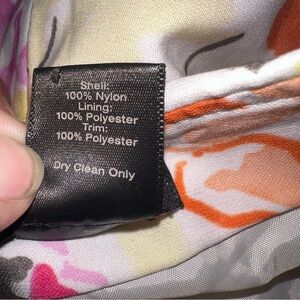 Shell:
100% Nylon
Lining:
100% Polyester
Trim:
100% Polyester
Dry Clean Only